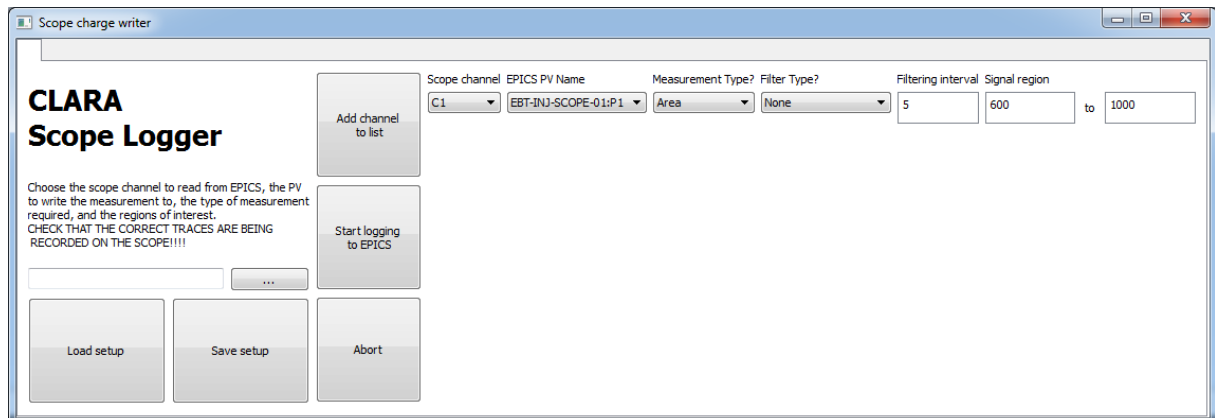 Scope charge writer
CLARA
Scope Logger
Choose the scope channel to read from EPICS, the PV
to write the measurement to, the type of measurement
required, and the regions of interest.
CHECK THAT THE CORRECT TRACES ARE BEING
RECORDED ON THE SCOPE!!!!
...
Load setup
Save setup
Add channel
to list
Start logging
to EPICS
Abort
Scope channel EPICS PV Name Measurement Type? Filter Type? Filtering interval Signal region
C1 EBT-INJ-SCOPE-01:P1 Area None 5 600 to 1000